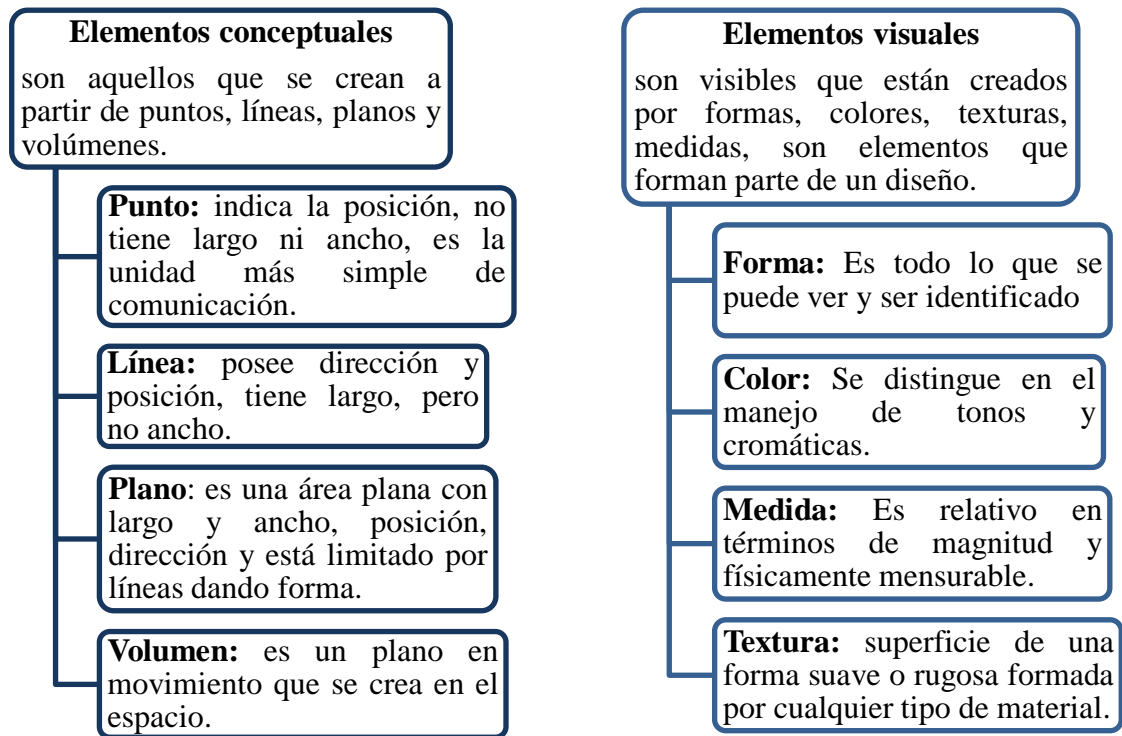 Elementos conceptuales
son aquellos que se crean a
partir de puntos, líneas, planos y
volúmenes.
Punto: indica la posición, no
tiene largo ni ancho, es la
unidad más simple de
comunicación.
Línea: posee dirección y
posición, tiene largo, pero
no ancho.
Plano: es una área plana con
largo y ancho, posición,
dirección y está limitado por
líneas dando forma.
Volumen: es un plano en
movimiento que se crea en el
espacio.
Elementos visuales
son visibles que están creados
por formas, colores, texturas,
medidas, son elementos que
forman parte de un diseño.
Forma: Es todo lo que se
puede ver y ser identificado
Color: Se distingue en el
manejo de tonos y
cromáticas.
Medida: Es relativo en
términos de magnitud y
físicamente mensurable.
Textura: superficie de una
forma suave o rugosa formada
por cualquier tipo de material.